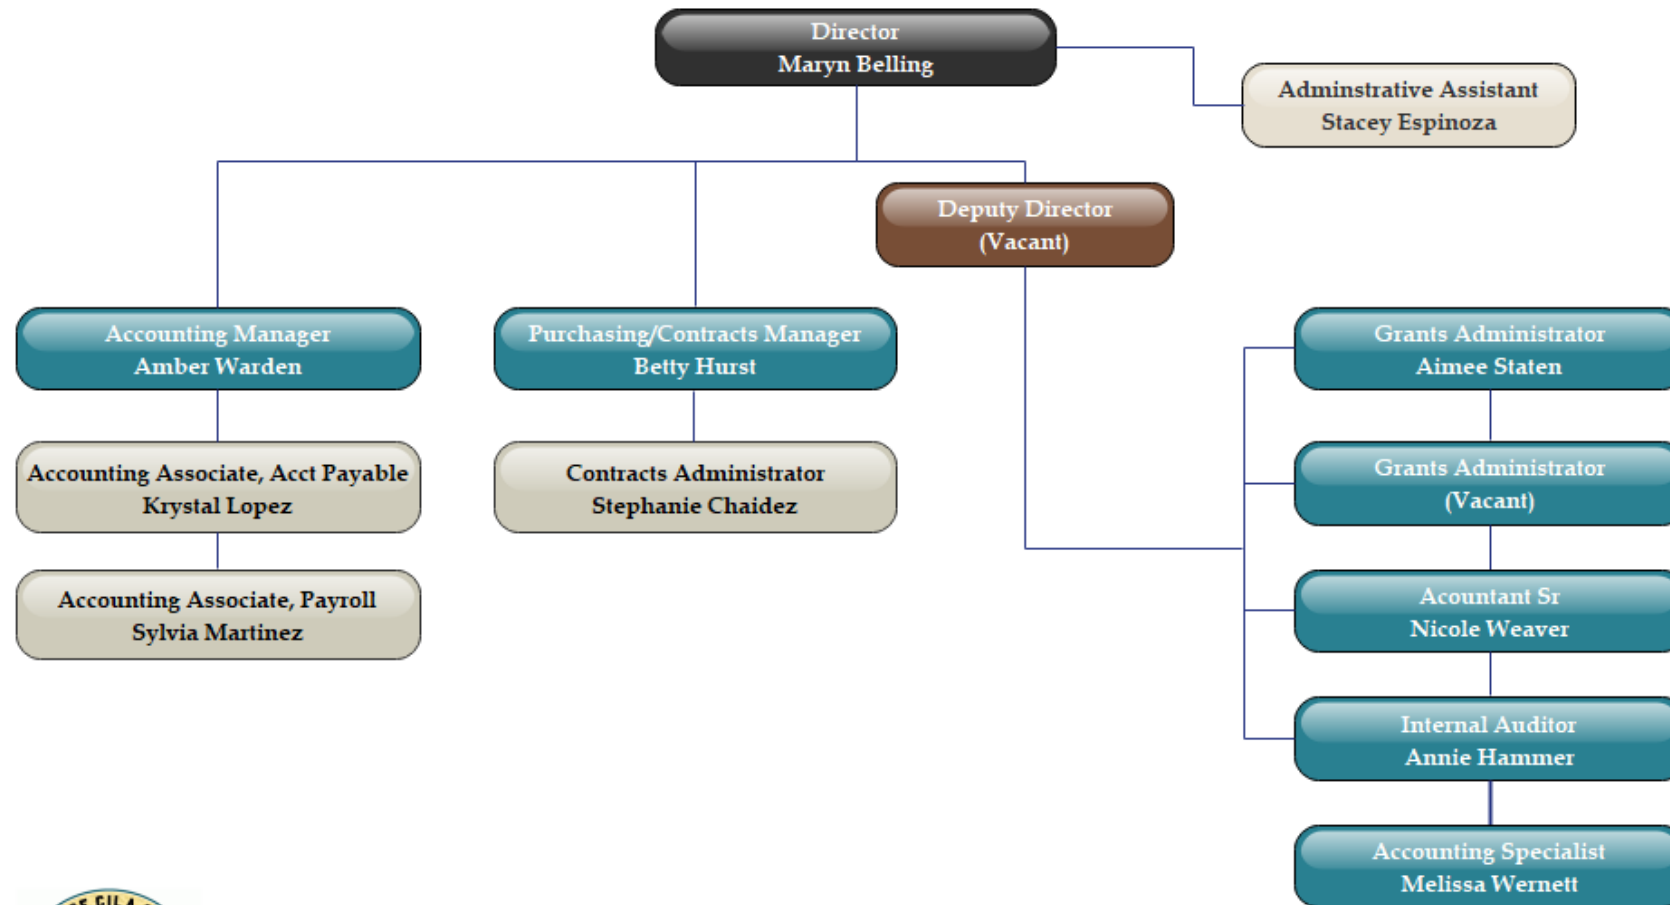 Director
Maryn Belling
Adminstrative Assistant
Stacey Espinoza
Deputy Director
(Vacant)
Accounting Manager
Amber Warden
Purchasing/Contracts Manager
Betty Hurst
Grants Administrator
Aimee Staten
Accounting Associate, Acct Payable
Krystal Lopez
Contracts Administrator
Stephanie Chaidez
Grants Administrator
(Vacant)
Accounting Associate, Payroll
Sylvia Martinez
Acountant Sr
Nicole Weaver
Internal Auditor
Annie Hammer
Accounting Specialist
Melissa Wernett
GILA